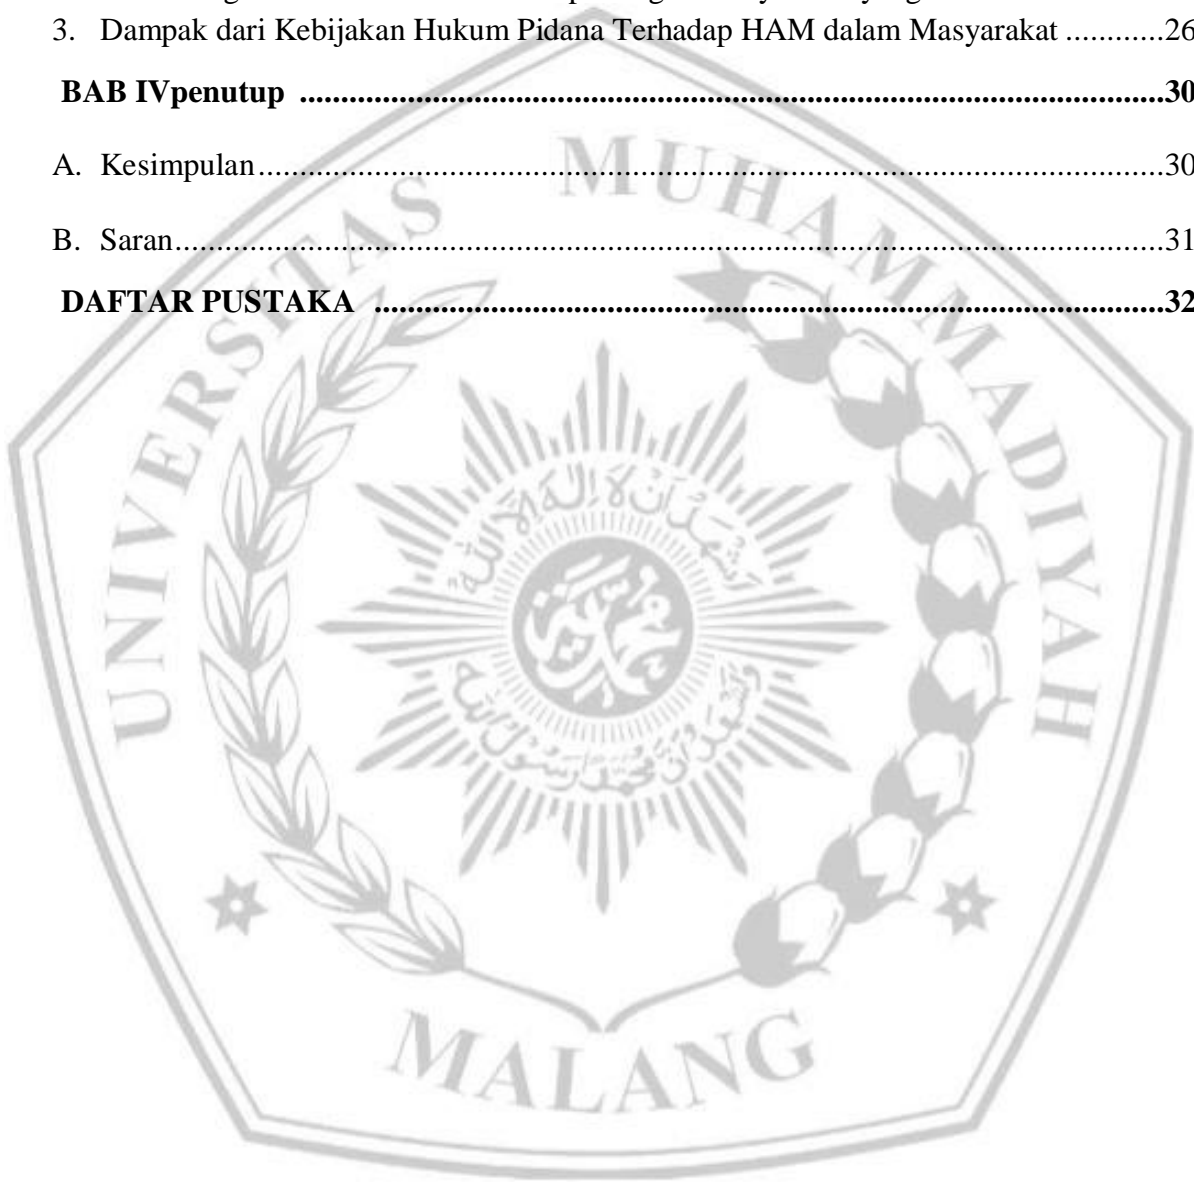 3. Dampak dari Kebijakan Hukum Pidana Terhadap HAM dalam Masyarakat ............26
BAB IVpenutup ..........................................................................................................30
A. Kesimpulan...............................................................................................................30
B. Saran.........................................................................................................................31
DAFTAR PUSTAKA .................................................................................................32
UNIVERSITAS MUHAMMADIYAH
MALANG